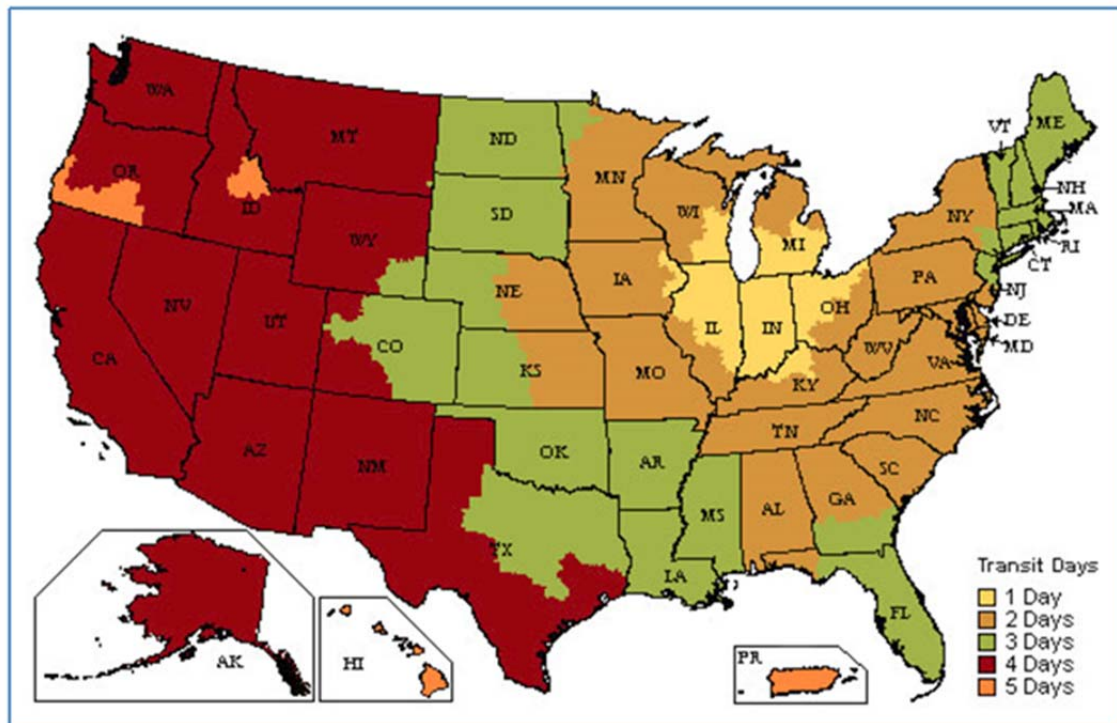 WA
MT
ND
MN
ME
VT
OR
ID
SD
WI
MI
NY
NH
MA
WY
RI
CT
NE
IA
PA
NJ
NV
UT
IL
IN
OH
DE
CA
CO
MD
KS
MO
WV
VA
KY
NC
TN
AZ
NM
OK
AR
SC
MS
AL
GA
TX
LA
FL
AK
HI
PR
Transit Days
1 Day
2 Days
3 Days
4 Days
5 Days